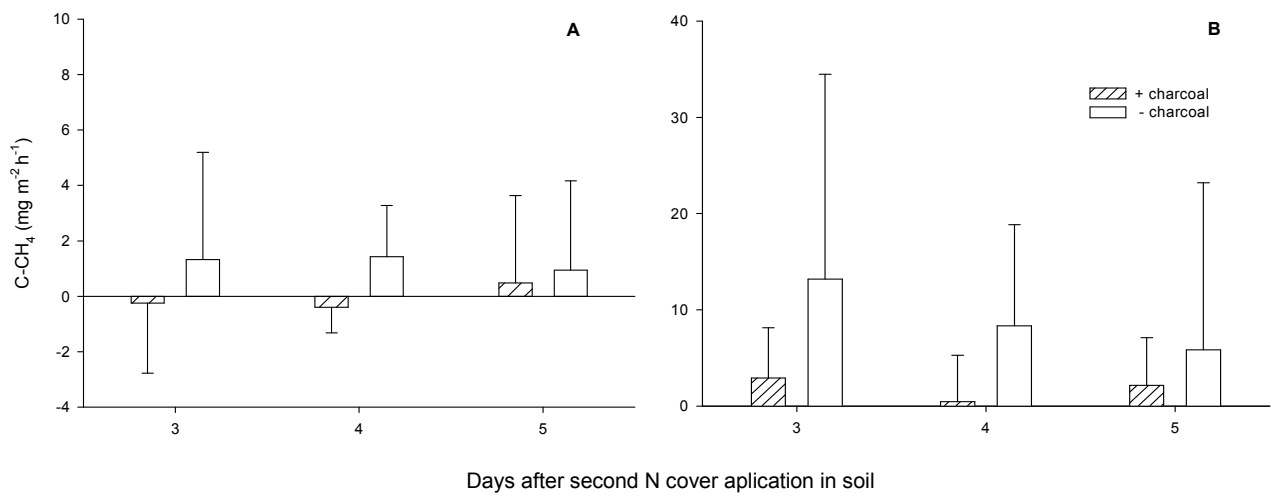 10
8
6
4
2
0
-2
-4
C-CH4 (mg m-2 h-1)
A
3 4 5
40
30
20
10
0
B
+ charcoal
- charcoal
3 4 5
Days after second N cover aplication in soil